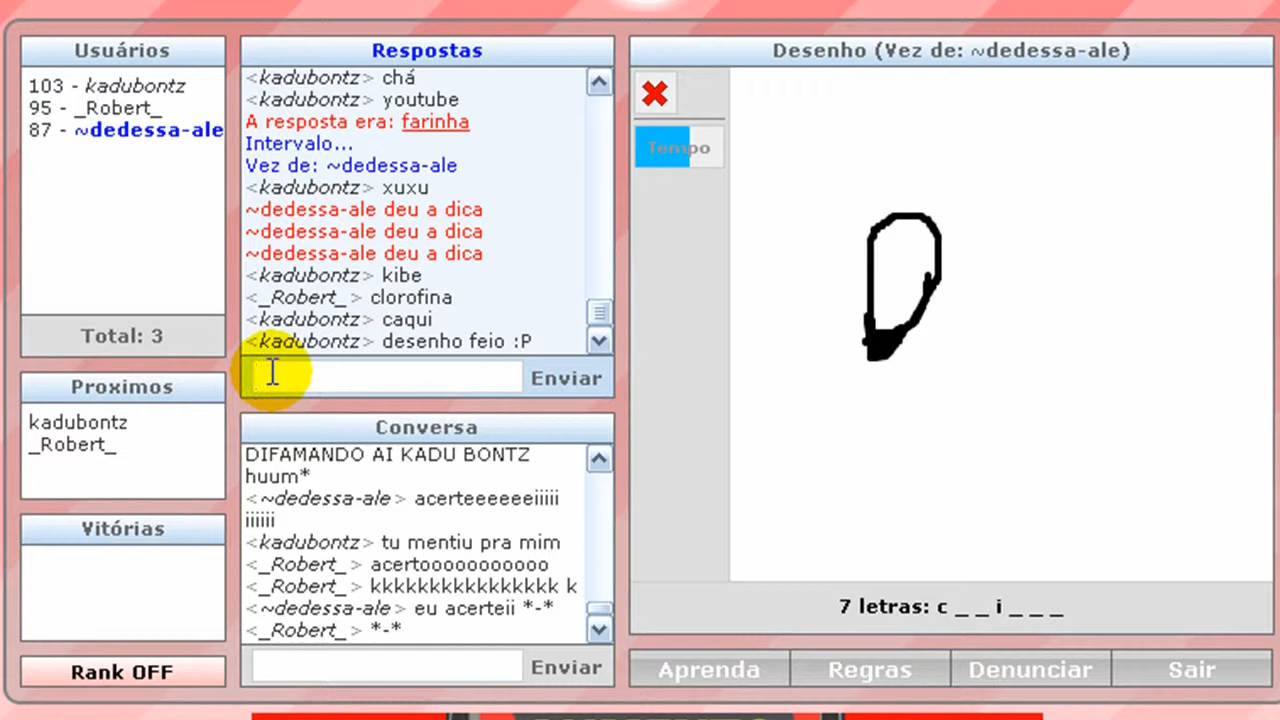 Usuários
103 - kadubontz
95 - _Robert_
87 - ~dedessa-ale
Total: 3
Proximos
kadubontz
_Robert_
Vitórias
Rank OFF
Respostas
<kadubontz> chá
<kadubontz> youtube
A resposta era: farinha
Intervalo...
Vez de: ~dedessa-ale
<kadubontz> xuxu
~dedessa-ale deu a dica
~dedessa-ale deu a dica
~dedessa-ale deu a dica
<kadubontz> kibe
<_Robert_> clorofina
<kadubontz> caqui
<kadubontz> desenho feio :P
Enviar
Conversa
DIFAMANDO AI KADU BONTZ
huum*
<~dedessa-ale> acerteeeeeeiiiii
iiiiii
<kadubontz> tu mentiu pra mim
<_Robert_> acertooooooooooo
<_Robert_> kkkkkkkkkkkkkkkk k
<~dedessa-ale> eu acerteii *-*
<_Robert_> *-*
Enviar
Desenho (Vez de: ~dedessa-ale)
Tempo
7 letras: c _ _ i _ _ _
Aprenda
Regras
Denunciar
Sair